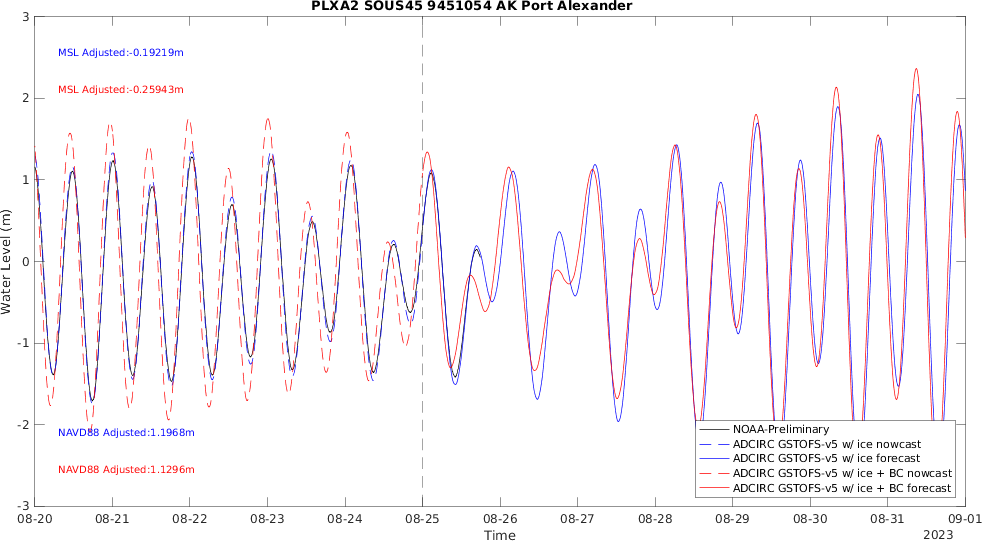 PLXA2 SOUS45 9451054 AK Port Alexander
3
2
1
0
-1
-2
-3
Water Level (m)
MSL Adjusted:-0.19219m
MSL Adjusted:-0.25943m
NAVD88 Adjusted:1.1968m
NAVD88 Adjusted:1.1296m
NOAA-Preliminary
ADCIRC GSTOFS-v5 w/ ice nowcast
ADCIRC GSTOFS-v5 w/ ice forecast
ADCIRC GSTOFS-v5 w/ ice + BC nowcast
ADCIRC GSTOFS-v5 w/ ice + BC forecast
08-20 08-21 08-22 08-23 08-24 08-25 08-26 08-27 08-28 08-29 08-30 08-31 09-01
Time
2023